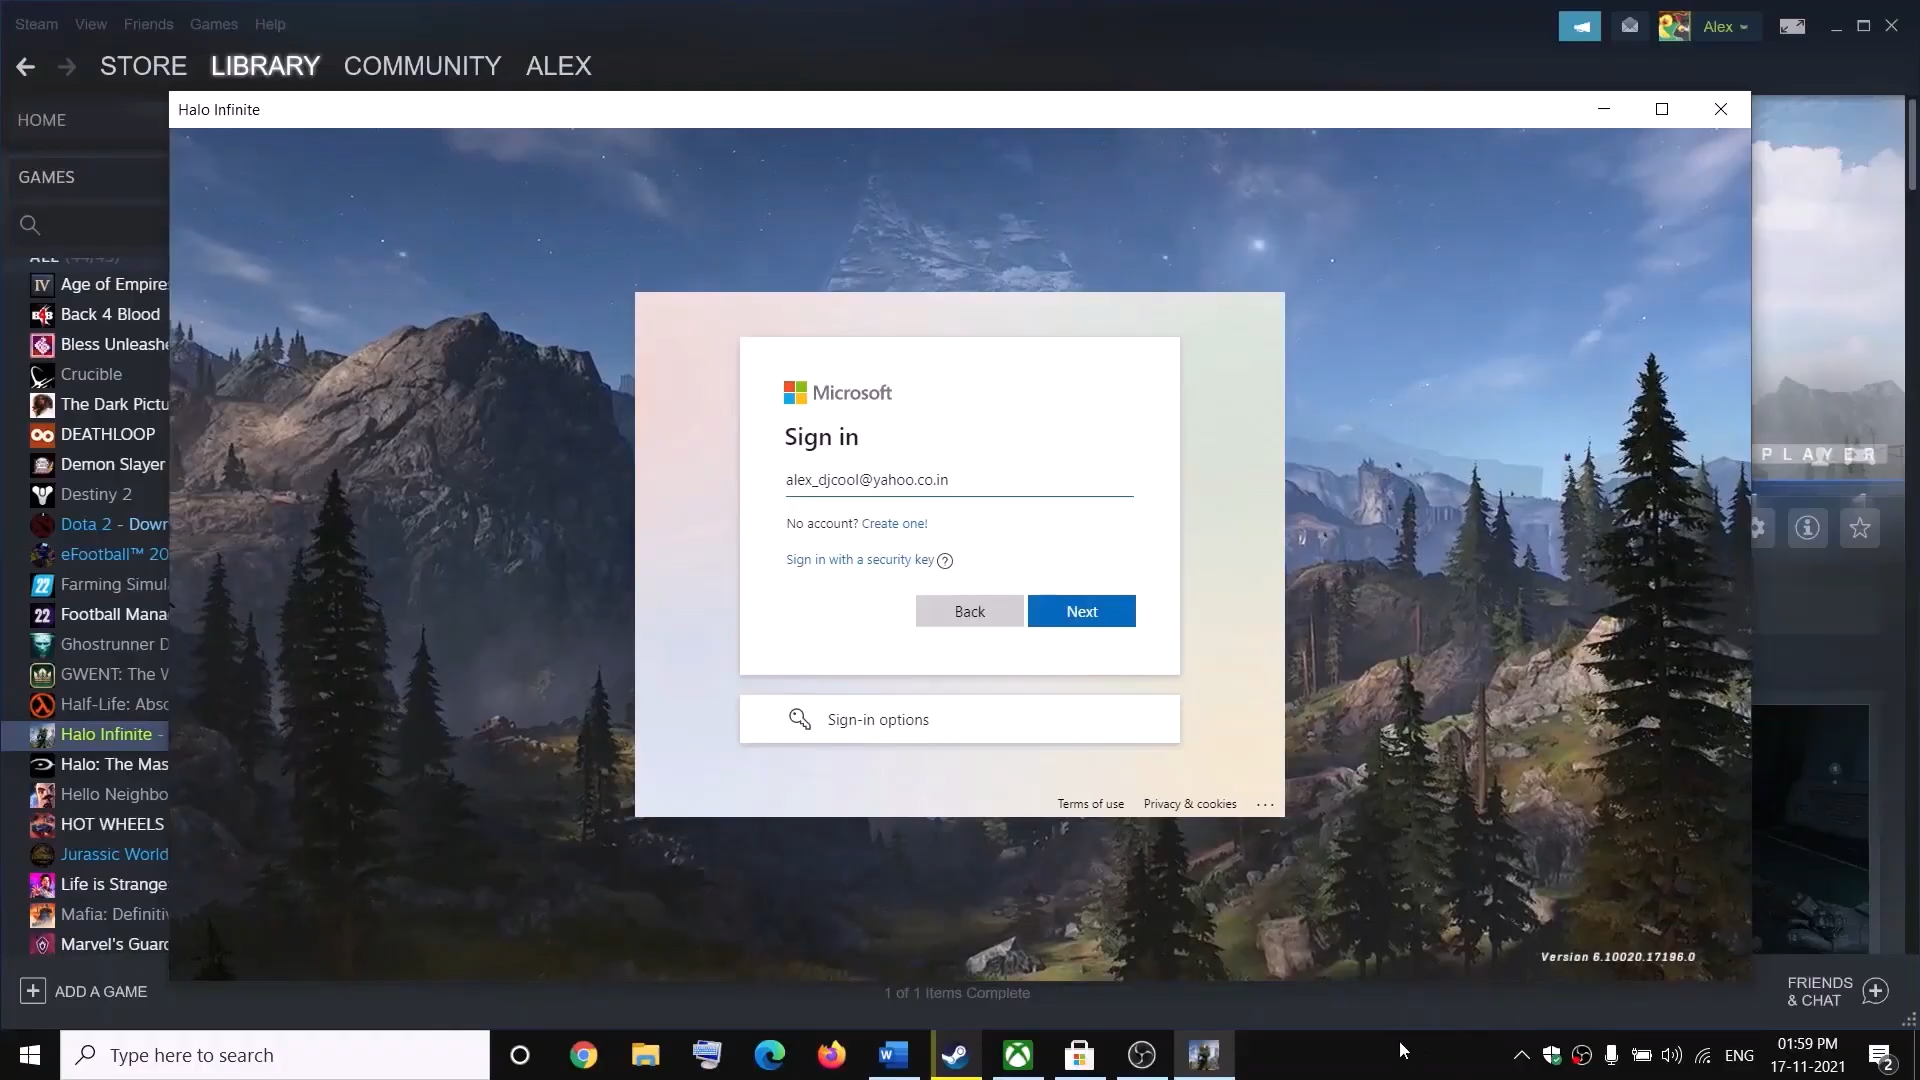 Steam View Friends Games Help
Alex
STORE LIBRARY COMMUNITY ALEX
HOME
GAMES
Halo Infinite
Age of Empire
Back 4 Blood
Bless Unleashe
Crucible
The Dark Pictu
DEATHLOOP
Demon Slayer
Destiny 2
Dota 2 - Dowr
eFootball™ 20
Farming Simul
Football Mana
Ghostrunner D
GWENT: The W
Half-Life: Abso
Halo Infinite -
Halo: The Mas
Hello Neighbo
HOT WHEELS
Jurassic World
Life is Strange
Mafia: Definitiv
Marvel's Guard
ADD A GAME
Microsoft
Sign in
alex_djcool@yahoo.co.in
No account? Create one!
Sign in with a security key
Back Next
Sign-in options
Terms of use Privacy & cookies ...
PLAYER
Version 6.10020.17196.0
1 of 1 Items Complete
FRIENDS
& CHAT
Type here to search
ENG
01:59 PM
17-11-2021
2